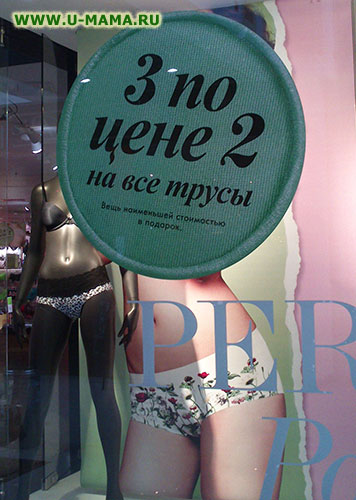 WWW.U-MAMA.RU
3 по
цене 2
на все трусы
Вещь наименьшей стоимостью
в подарок.
PER
Po